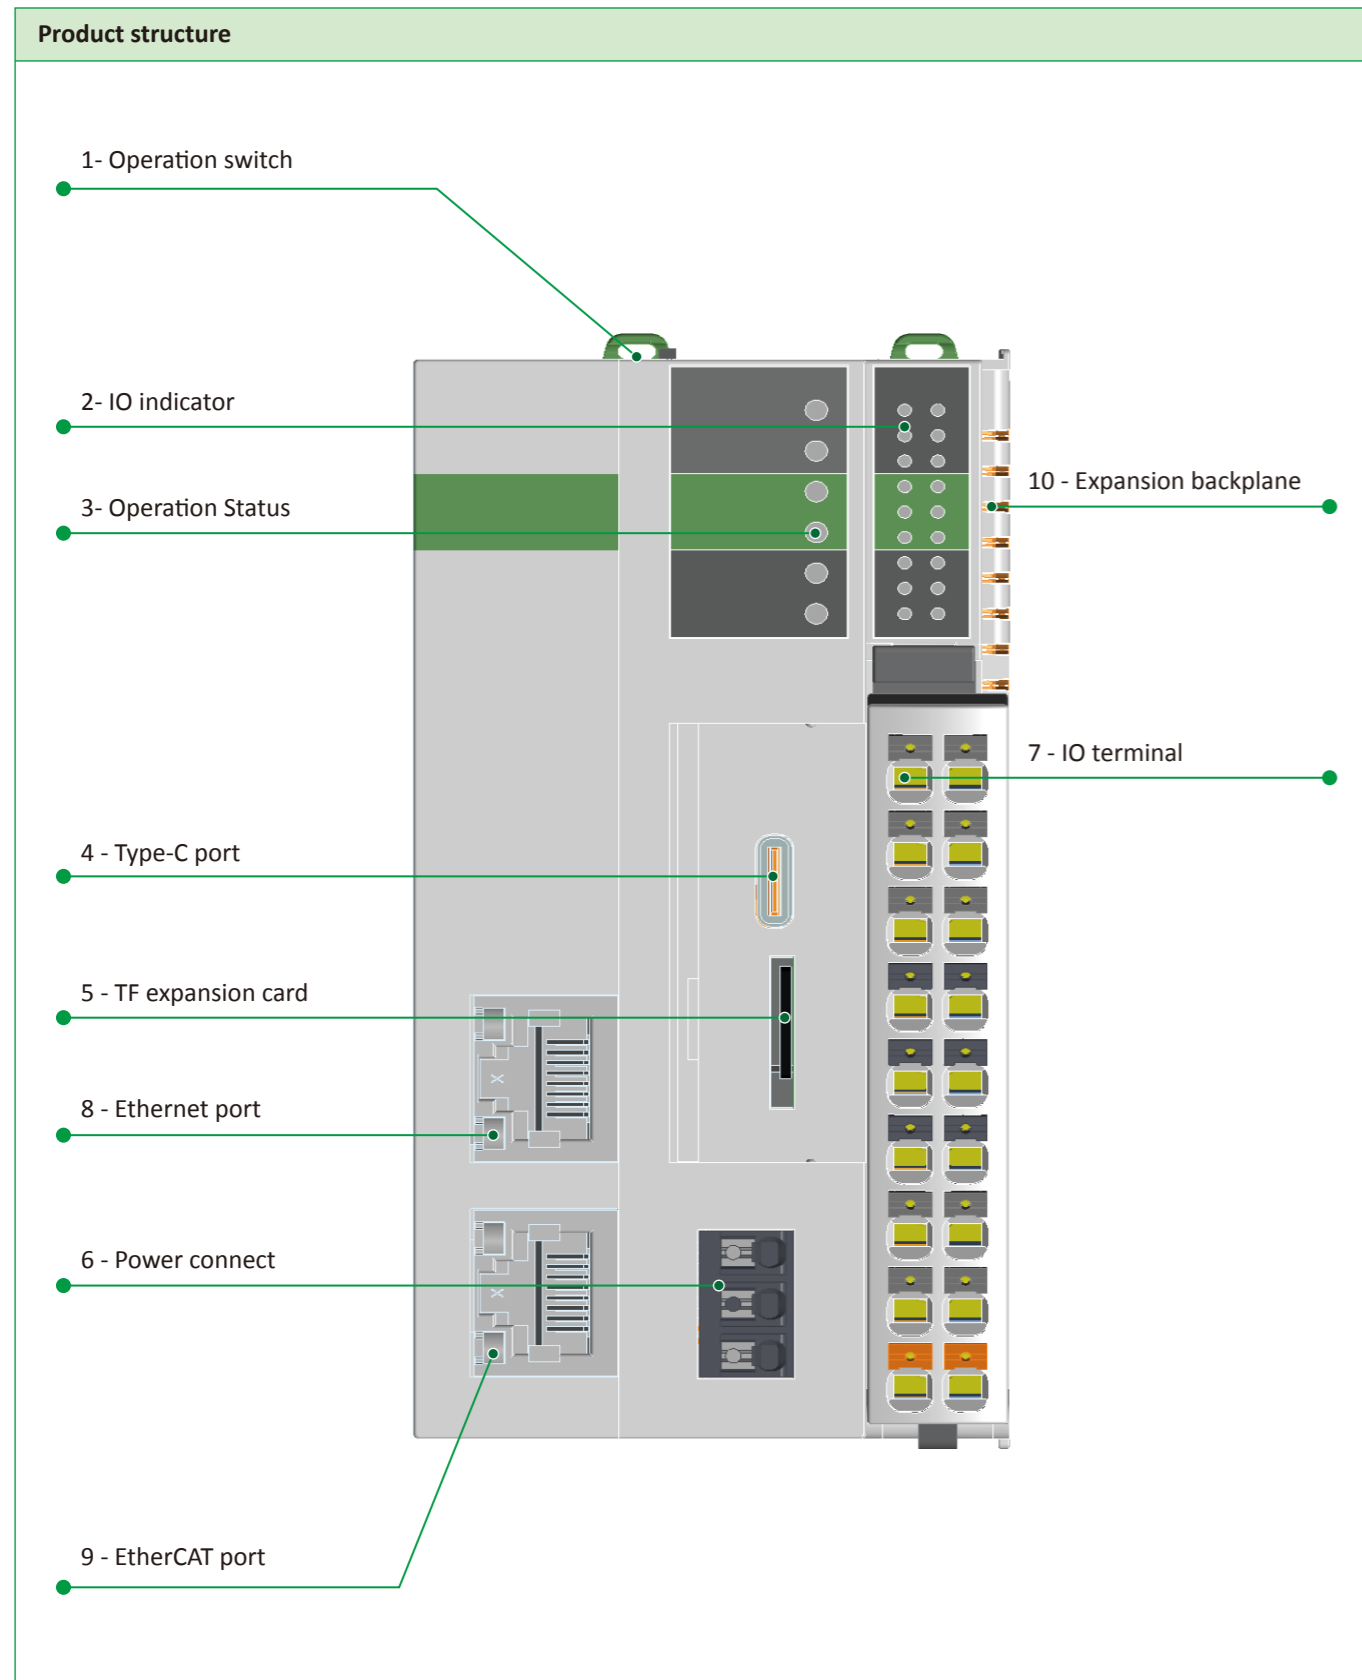 Product structure
1- Operation switch
2- IO indicator
3- Operation Status
10 - Expansion backplane
7 - IO terminal
4 - Type-C port
5 - TF expansion card
8 - Ethernet port
6 - Power connect
9 - EtherCAT port